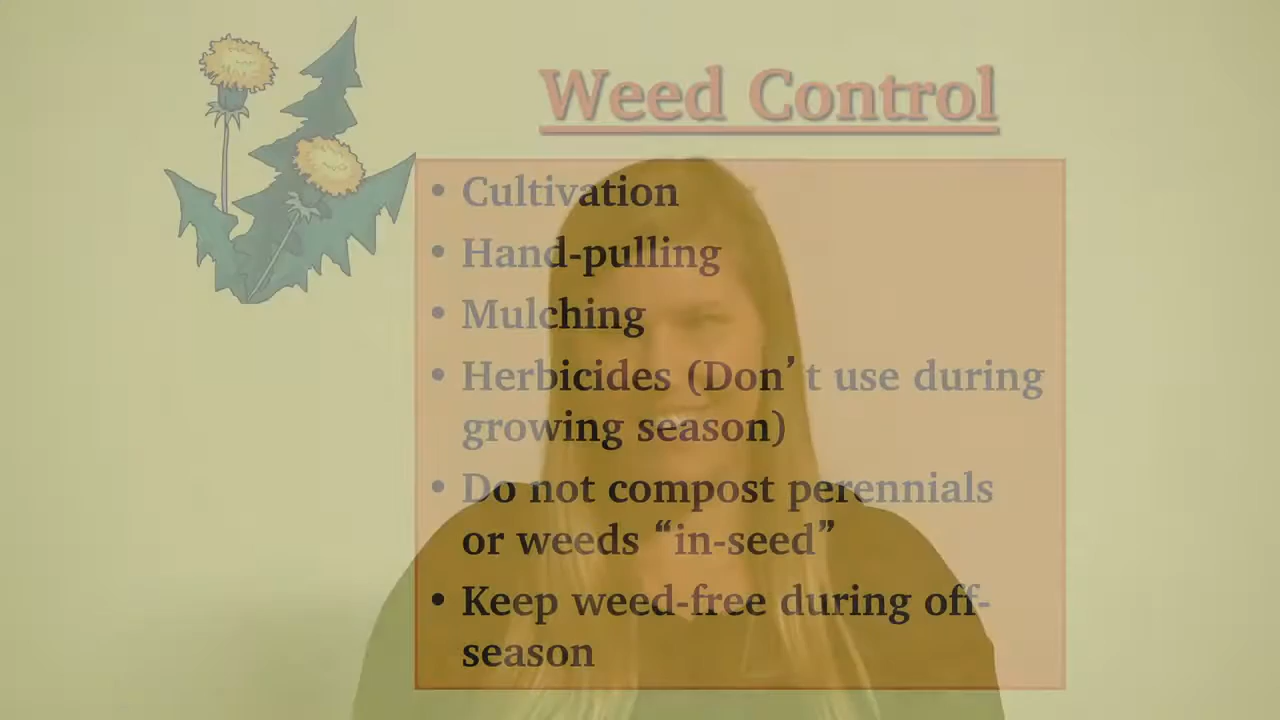 Weed Control
• Cultivation
• Hand-pulling
• Mulching
• Herbicides (Don’t use during
growing season)
• Do not compost perennials
or weeds “in-seed”
• Keep weed-free during off-
season